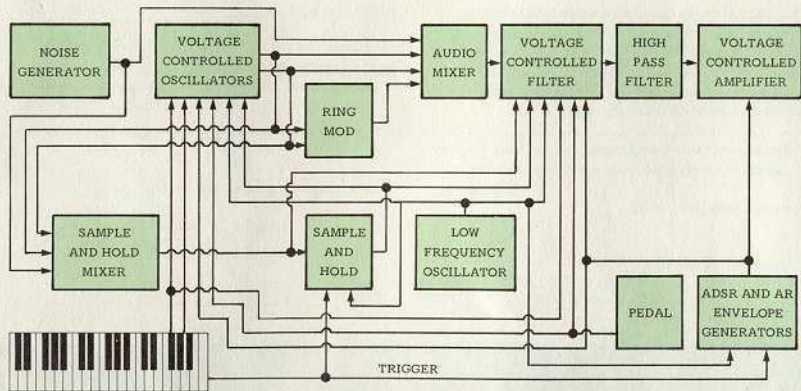 NOISE
GENERATOR
VOLTAGE
CONTROLLED
OSCILLATORS
AUDIO
MIXER
VOLTAGE
CONTROLLED
FILTER
HIGH
PASS
FILTER
VOLTAGE
CONTROLLED
AMPLIFIER
RING
MOD
SAMPLE
AND HOLD
MIXER
SAMPLE
AND
HOLD
LOW
FREQUENCY
OSCILLATOR
PEDAL
ADSR AND AR
ENVELOPE
GENERATORS
TRIGGER